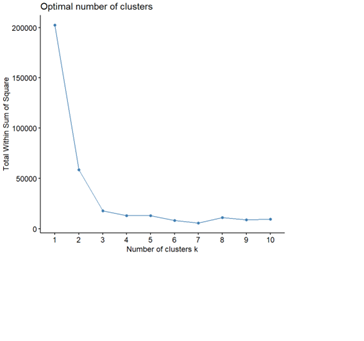 Optimal number of clusters
Total Within Sum of Square
200000
150000
100000
50000
0
1 2 3 4 5 6 7 8 9 10
Number of clusters k